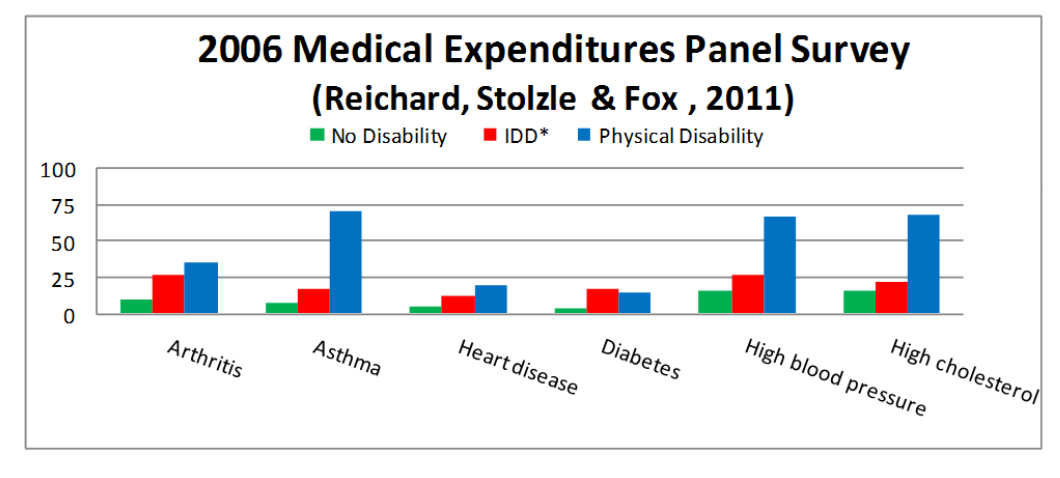 2006 Medical Expenditures Panel Survey
(Reichard, Stolzle & Fox , 2011)
No Disability IDD* Physical Disability
100
75
50
25
0
Arthritis Asthma Heart disease Diabetes High blood pressure High cholesterol